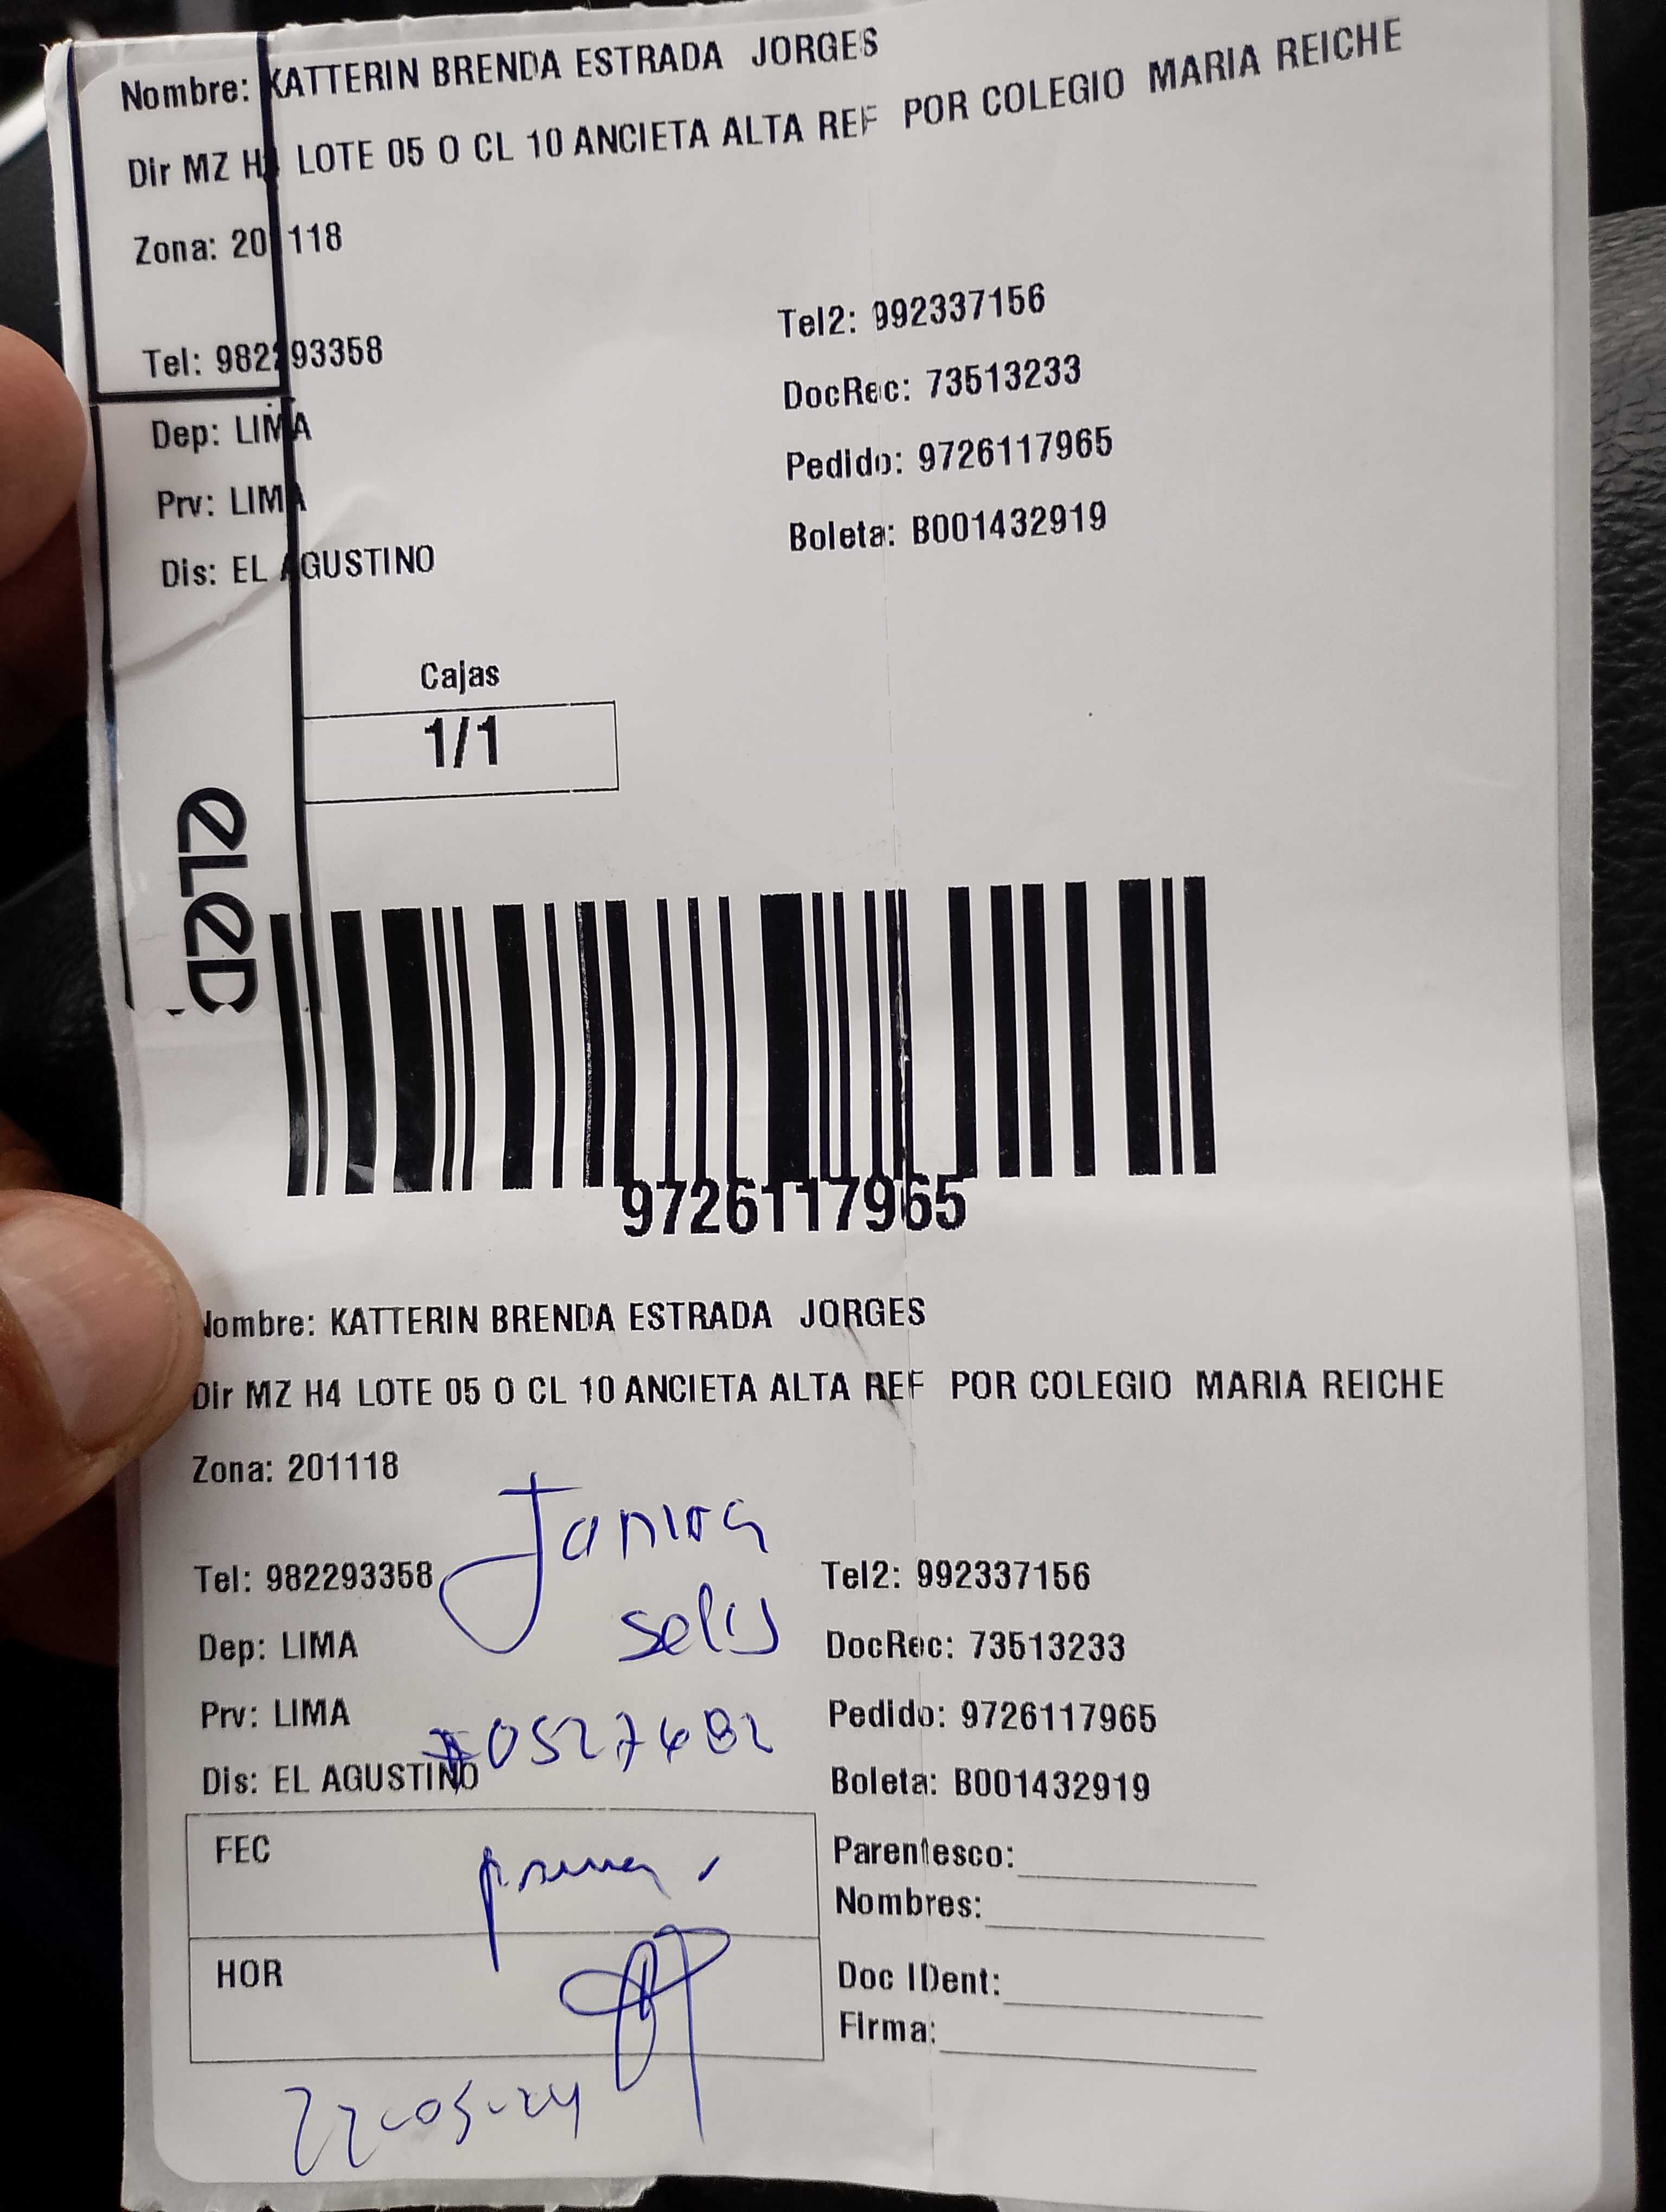 Nombre: KATTERIN BRENDA ESTRADA JORGES
Dir MZ H4 LOTE 05 O CL 10 ANCIETA ALTA REF POR COLEGIO MARIA REICHE
Zona: 201118
Tel: 982293358
Tel2: 992337156
DocRec: 73513233
Dep: LIMA
Pedido: 9726117965
Prv: LIMA
Boleta: B001432919
Dis: EL AGUSTINO
Cajas
1/1
9726117965
Nombre: KATTERIN BRENDA ESTRADA JORGES
Dir MZ H4 LOTE 05 O CL 10 ANCIETA ALTA REF POR COLEGIO MARIA REICHE
Zona: 201118
Janira
Tel: 982293358
Tel2: 992337156
Dep: LIMA
DocRec: 73513233
Prv: LIMA
Pedido: 9726117965
Dis: EL AGUSTINO
Boleta: B001432919
FEC
Parentesco:
Nombres:
HOR
Doc IDent:
Firma: